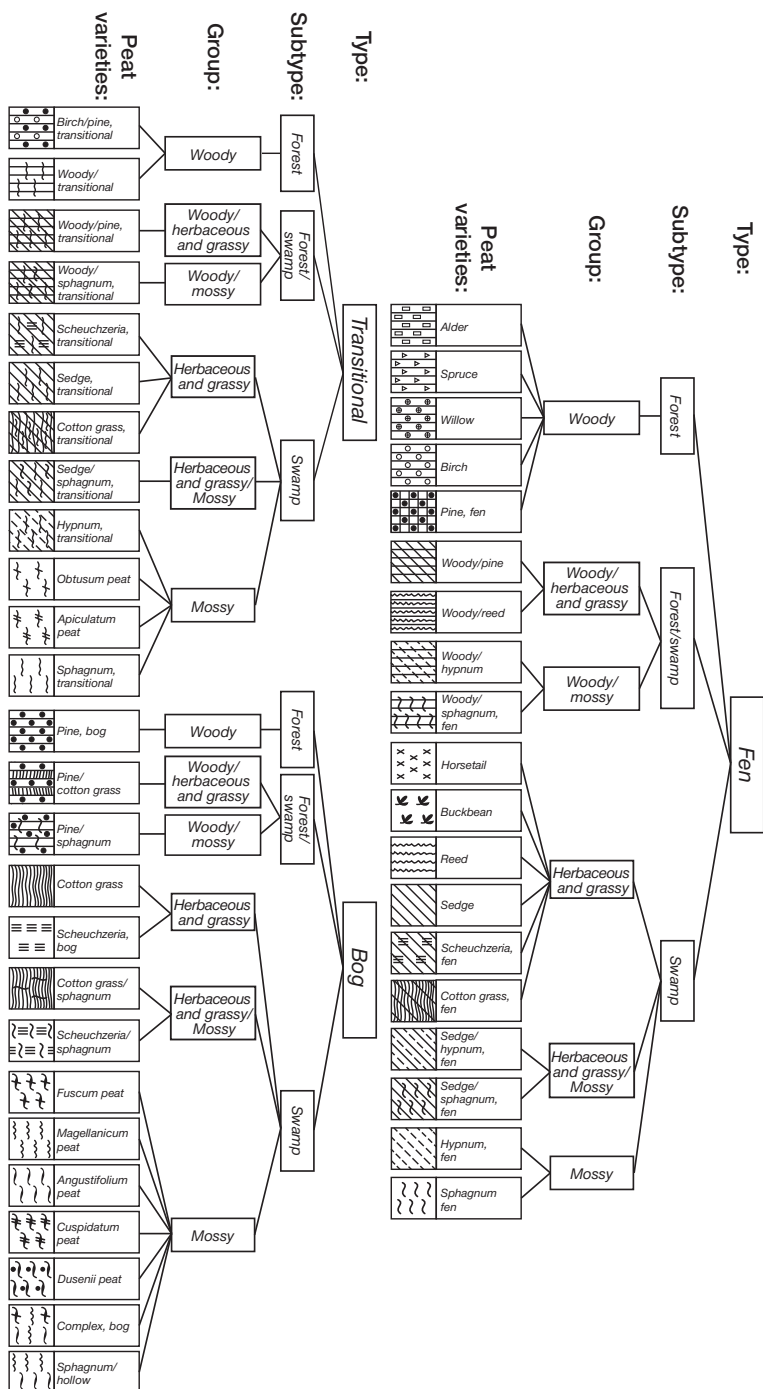 Type:
Fen
Subtype:
Forest
Forest/swamp
Swamp
Group:
Woody
Woody/
herbaceous
and grassy
Woody/
mossy
Herbaceous
and grassy
Herbaceous
and grassy/
Mossy
Mossy
Peat
varieties:
Alder
Spruce
Willow
Birch
Pine, fen
Woody/pine
Woody/reed
Woody/
hypnum
Woody/
sphagnum,
fen
Horsetail
Buckbean
Reed
Sedge
Scheuchzeria,
fen
Cotton grass,
fen
Sedge/
hypnum,
fen
Sedge/
sphagnum,
fen
Hypnum,
fen
Sphagnum
fen
Type:
Transitional
Bog
Subtype:
Forest
Forest/
swamp
Swamp
Forest
Forest/
swamp
Swamp
Group:
Woody
Woody/
herbaceous
and grassy
Woody/
mossy
Herbaceous
and grassy
Herbaceous
and grassy/
Mossy
Mossy
Woody
Woody/
herbaceous
and grassy
Woody/
mossy
Herbaceous
and grassy
Herbaceous
and grassy/
Mossy
Mossy
Peat
varieties:
Birch/pine,
transitional
Woody/
transitional
Woody/pine,
transitional
Woody/
sphagnum,
transitional
Scheuchzeria,
transitional
Sedge,
transitional
Cotton grass,
transitional
Sedge/
sphagnum,
transitional
Hypnum,
transitional
Obtusum peat
Apiculatum
peat
Sphagnum,
transitional
Pine, bog
Pine/
cotton grass
Pine/
sphagnum
Cotton grass
Scheuchzeria,
bog
Cotton grass/
sphagnum
Scheuchzeria/
sphagnum
Fuscum peat
Magellanicum
peat
Angustifolium
peat
Cuspidatum
peat
Dusenii peat
Complex, bog
Sphagnum/
hollow